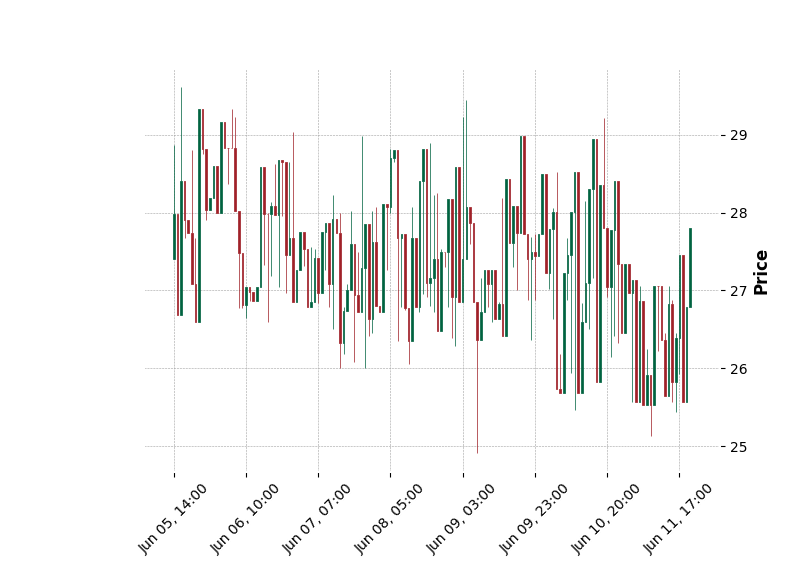 29
28
27
26
25
Price
Jun 05, 14:00
Jun 06, 10:00
Jun 07, 07:00
Jun 08, 05:00
Jun 09, 03:00
Jun 09, 23:00
Jun 10, 20:00
Jun 11, 17:00